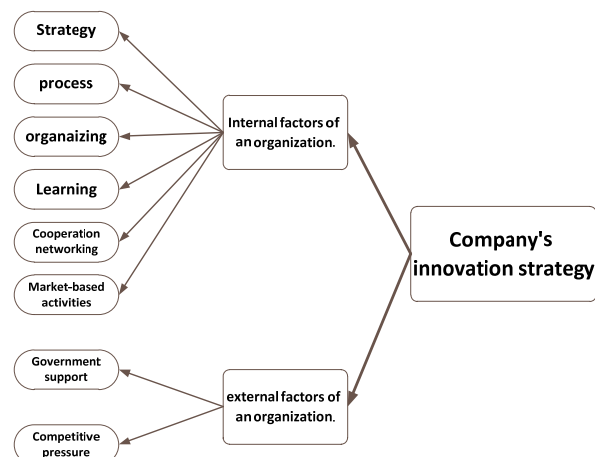 Strategy
process
organaizing
Learning
Cooperation
networking
Market-based
activities
Government
support
Competitive
pressure
Internal factors of
an organization.
external factors of
an organization.
Company's
innovation strategy